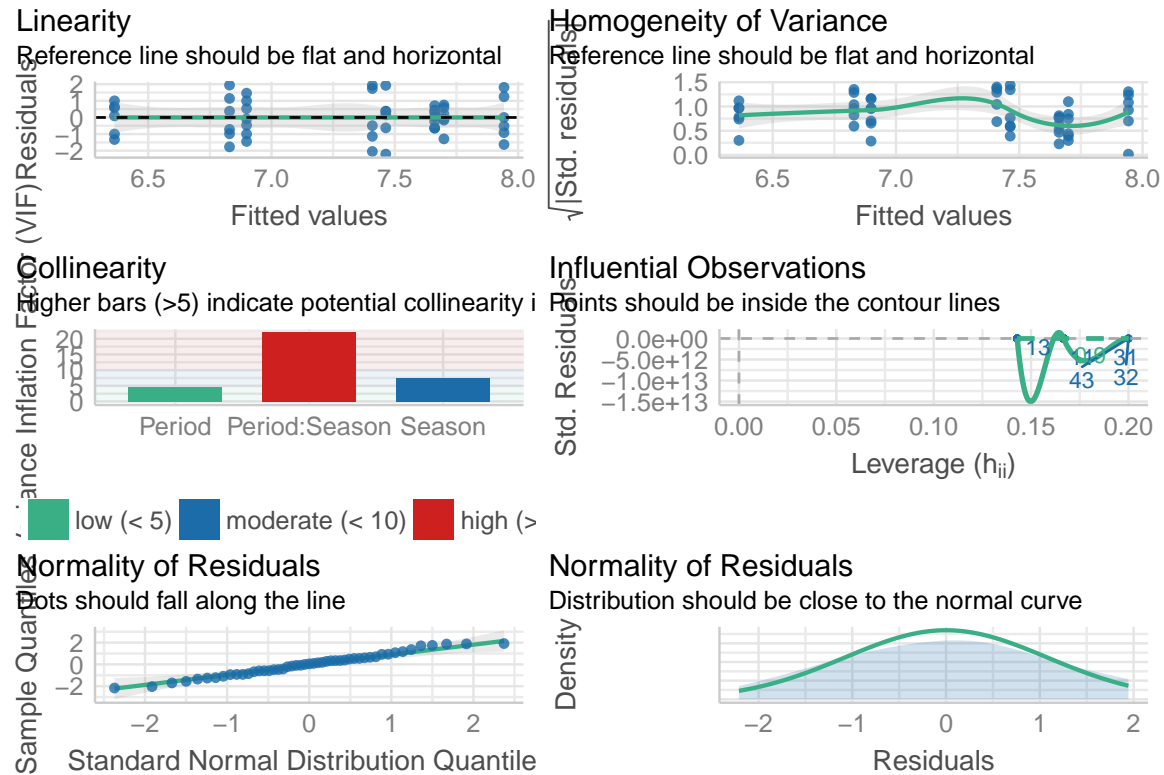 Linearity
Reference line should be flat and horizontal
Residuals
2
1
0
−1
−2
6.5 7.0 7.5 8.0
Fitted values
Homogeneity of Variance
Reference line should be flat and horizontal
√|Std. residuals|
1.5
1.0
0.5
0.0
6.5 7.0 7.5 8.0
Fitted values
Collinearity
Higher bars (>5) indicate potential collinearity i
Variance Inflation Factor (VIF)
20
15
10
5
0
Period Period:Season Season
low (< 5) moderate (< 10) high (>
Influential Observations
Points should be inside the contour lines
Std. Residuals
0.0e+00
−5.0e+12
−1.0e+13
−1.5e+13
13 31
43 32
0.00 0.05 0.10 0.15 0.20
Leverage (hii)
Normality of Residuals
Dots should fall along the line
Sample Quantiles
2
0
−2
−2 −1 0 1 2
Standard Normal Distribution Quantile
Normality of Residuals
Distribution should be close to the normal curve
Density
−2 −1 0 1 2
Residuals